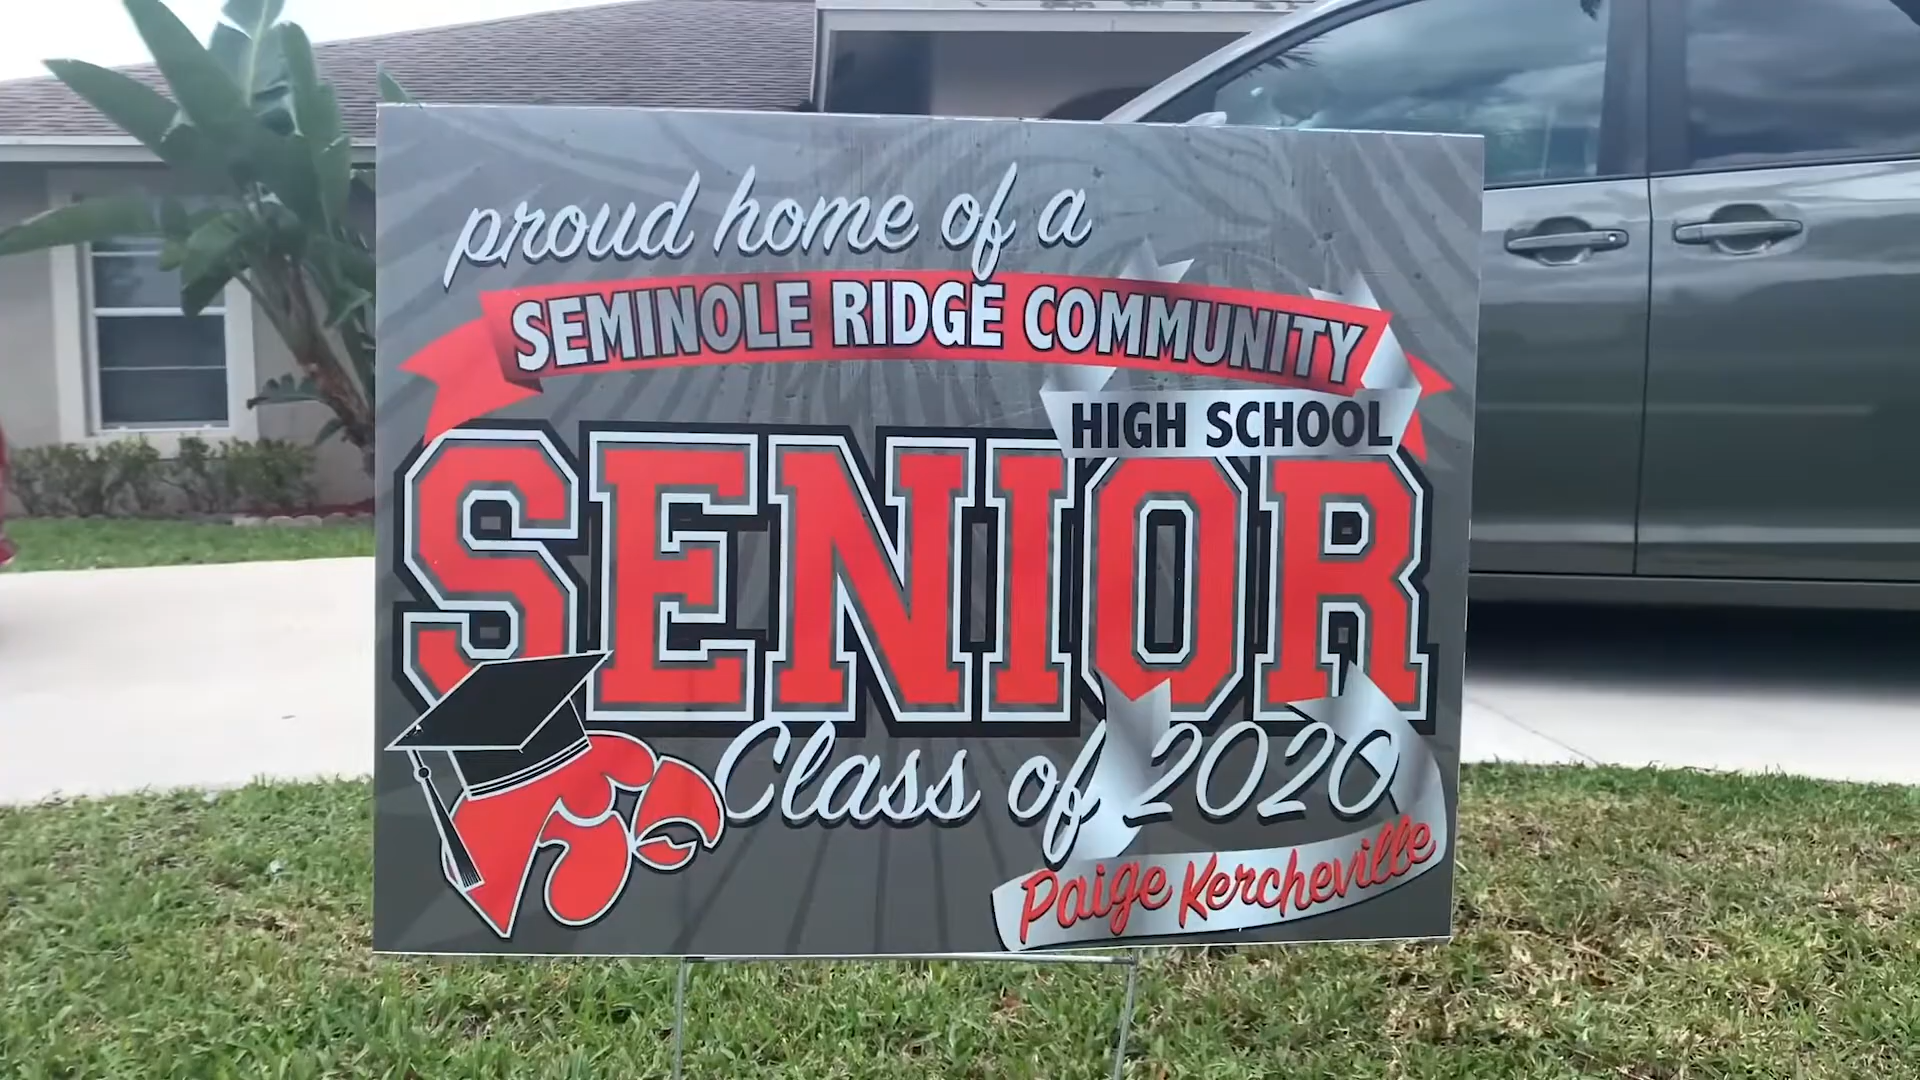 proud home of a
SEMINOLE RIDGE COMMUNITY
HIGH SCHOOL
SENIOR
Class of 2020
Paige Kercheville